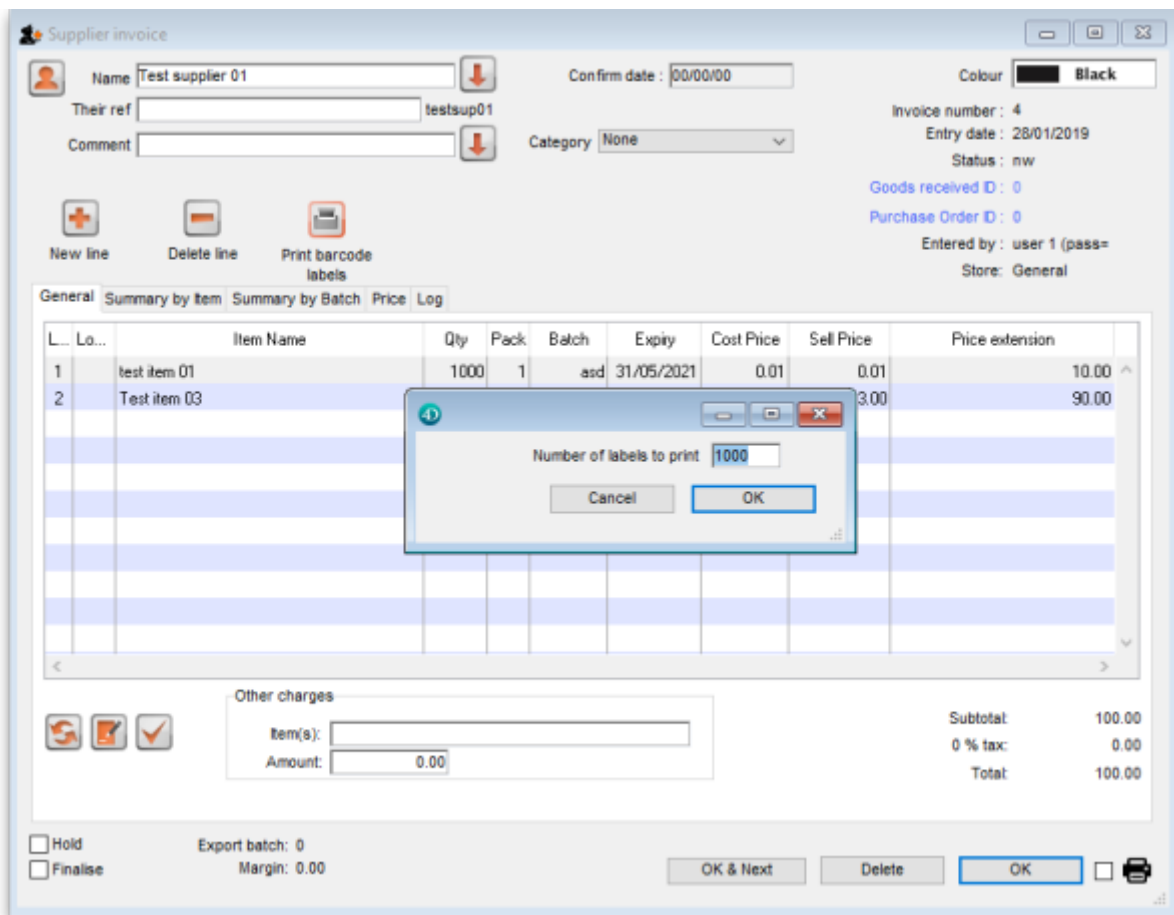 Supplier invoice
Name Test supplier 01 Confirm date : 00/00/00 Colour Black
Their ref testsup01 Invoice number : 4
Comment Category None Entry date : 28/01/2019
Status : nw
Goods received ID : 0
Purchase Order ID : 0
New line Delete line Print barcode labels Entered by : user 1 (pass=
Store: General
General Summary by Item Summary by Batch Price Log
L... Lo... Item Name Qty Pack Batch Expiry Cost Price Sell Price Price extension
1 test item 01 1000 1 asd 31/05/2021 0.01 0.01 10.00
2 Test item 03 3.00 90.00
4D
Number of labels to print 1000
Cancel OK
Other charges
Item(s):
Amount: 0.00
Subtotal: 100.00
0 % tax: 0.00
Total: 100.00
Hold Export batch: 0
Finalise Margin: 0.00
OK & Next Delete OK